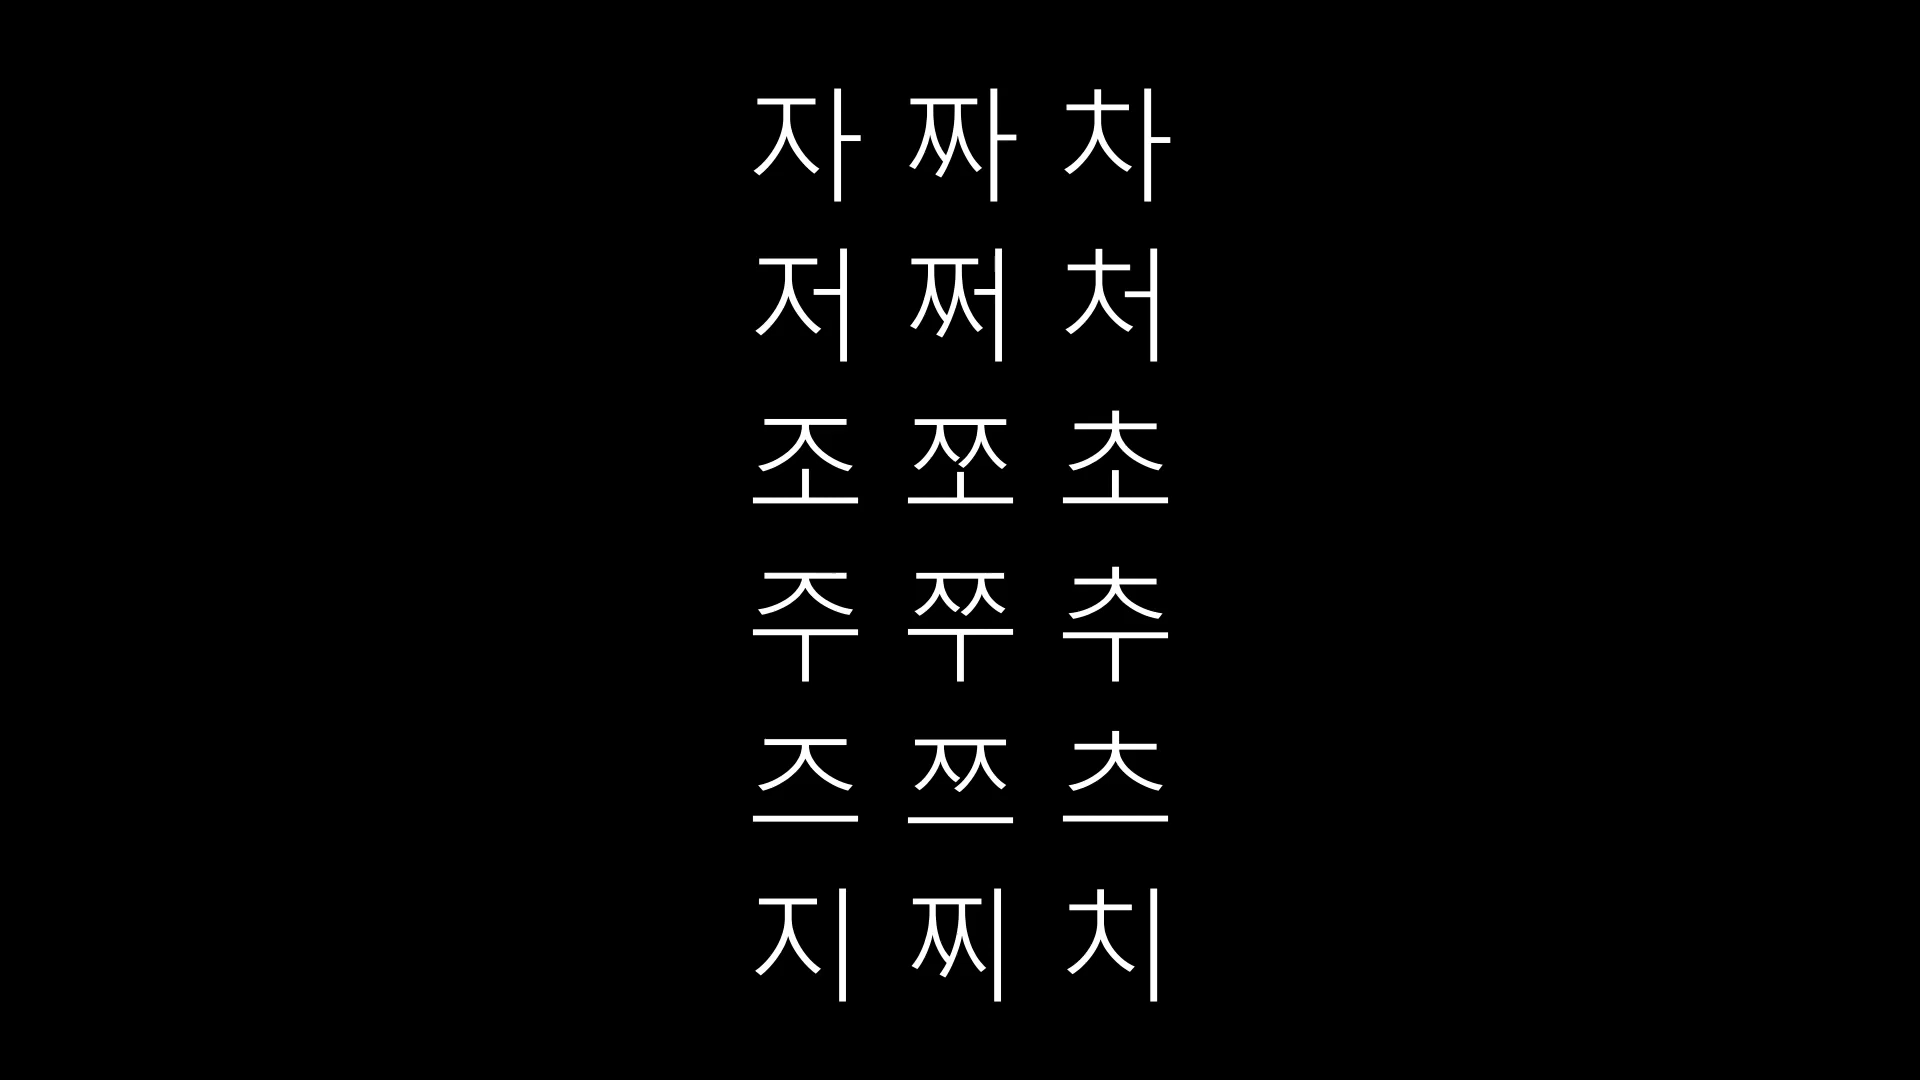 자 짜 차
저 쩌 처
조 쪼 초
주 쭈 추
즈 쯔 츠
지 찌 치